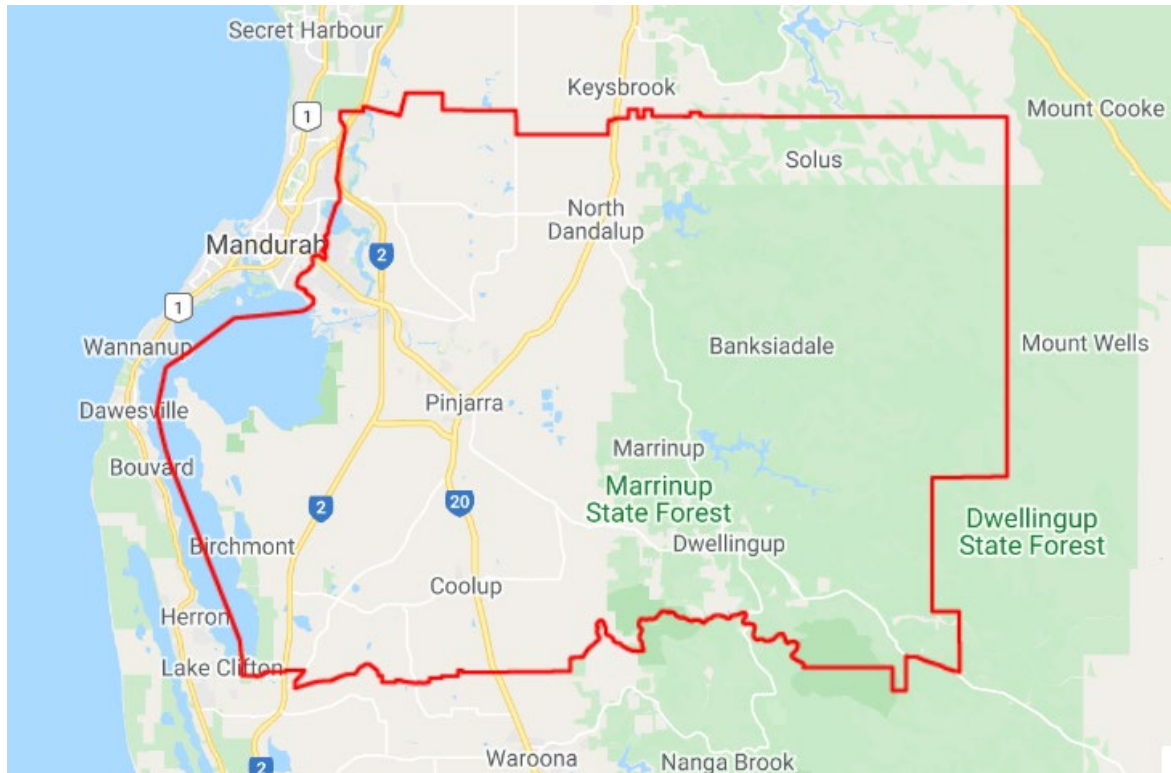 Secret Harbour
Keysbrook
1
Mount Cooke
Solus
North
Dandalup
Mandurah
2
1
Wannanup
Banksiadale
Mount Wells
Dawesville
Pinjarra
Bouvard
Marrinup
Marrinup
State Forest
20
2
Dwellingup
State Forest
Birchmont
Dwellingup
Coolup
Herron
Lake Clifton
Waroona
Nanga Brook
2